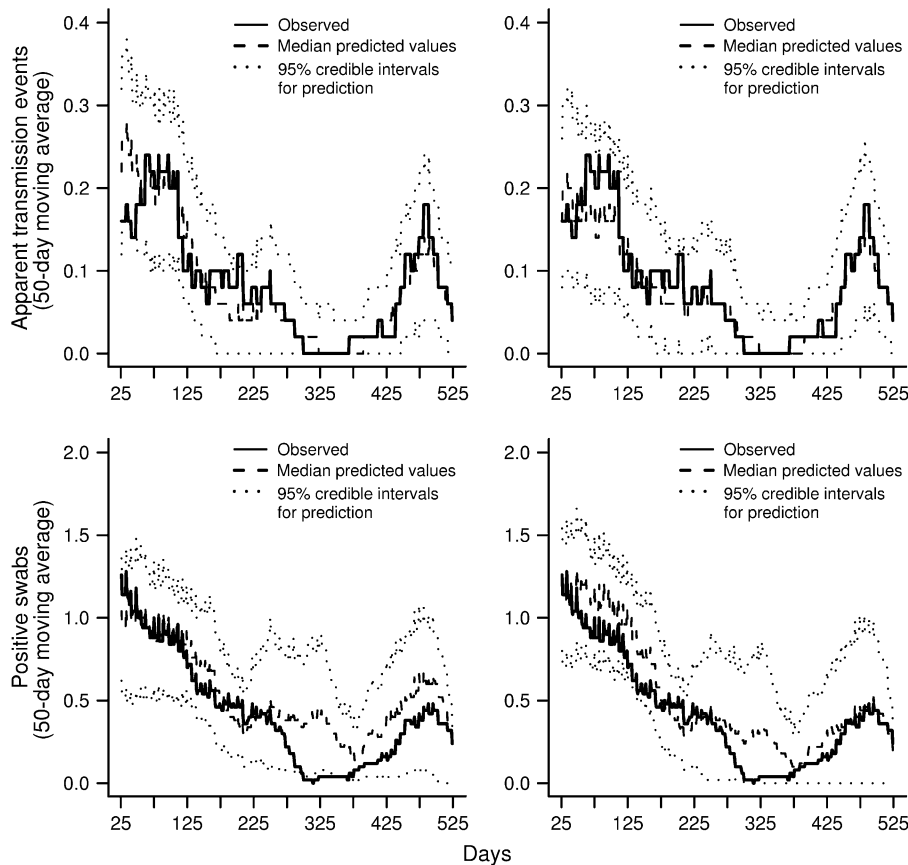 0.4
0.3
0.2
0.1
0.0
Apparent transmission events
(50-day moving average)
Observed
Median predicted values
95% credible intervals
for prediction
25 125 225 325 425 525
0.4
0.3
0.2
0.1
0.0
Observed
Median predicted values
95% credible intervals
for prediction
25 125 225 325 425 525
2.0
1.5
1.0
0.5
0.0
Positive swabs
(50-day moving average)
Observed
Median predicted values
95% credible intervals
for prediction
25 125 225 325 425 525
2.0
1.5
1.0
0.5
0.0
Observed
Median predicted values
95% credible intervals
for prediction
25 125 225 325 425 525
Days